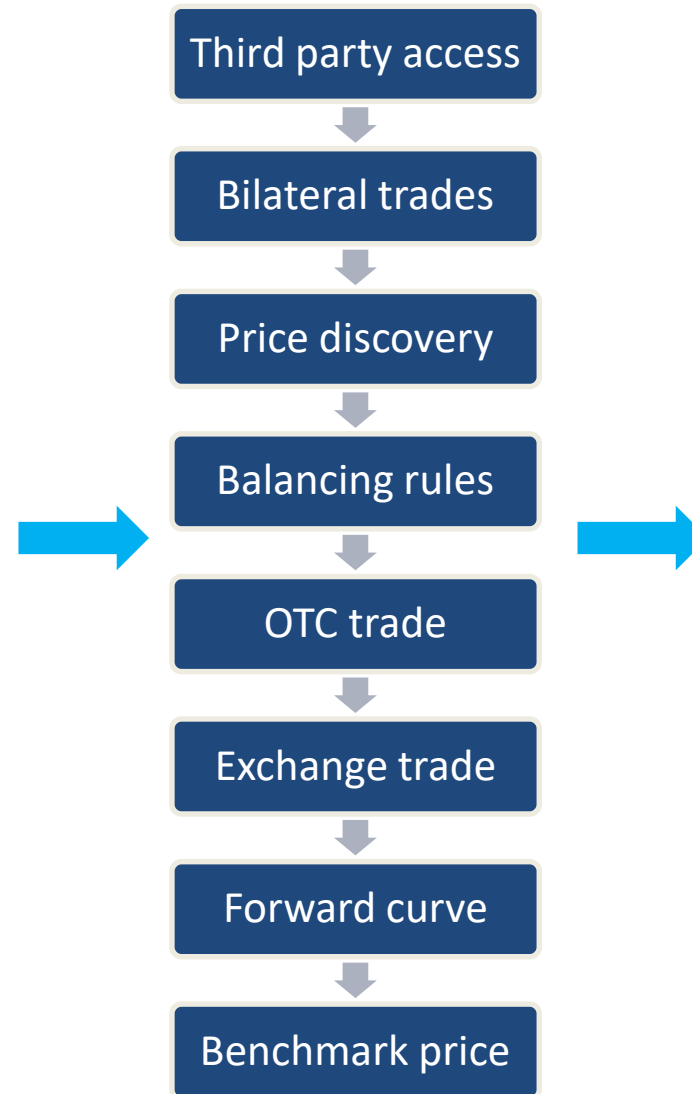 Third party access
Bilateral trades
Price discovery
Balancing rules
OTC trade
Exchange trade
Forward curve
Benchmark price